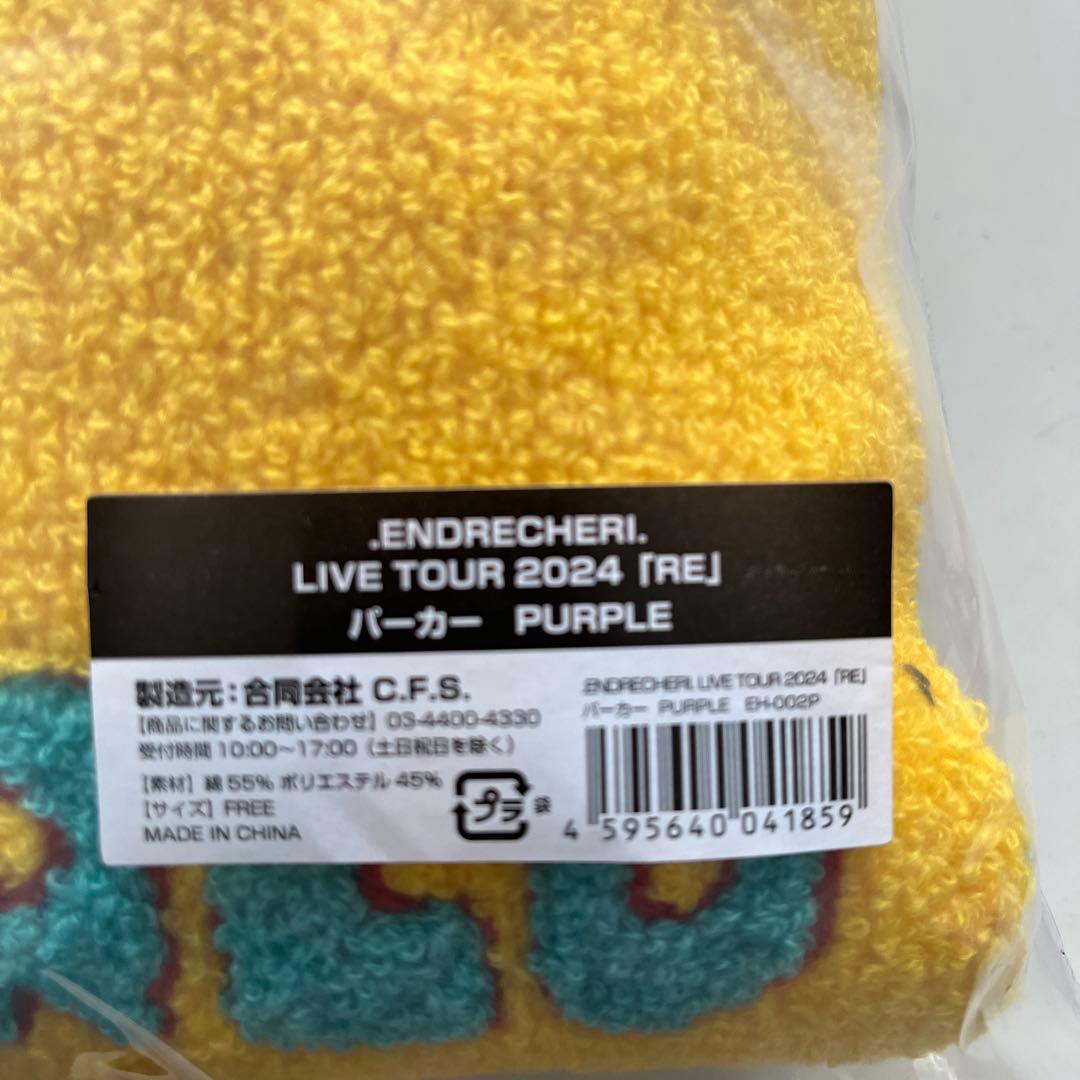 .ENDRECHERI.
LIVE TOUR 2024「RE」
パーカー PURPLE
製造元：合同会社 C.F.S.
【商品に関するお問い合わせ】03-4400-4330
受付時間 10:00～17:00（土日祝日を除く）
【素材】綿 55% ポリエステル 45%
【サイズ】FREE
MADE IN CHINA
プラ
袋
.ENDRECHERI. LIVE TOUR 2024「RE」
パーカー PURPLE EH-002P
4 595640 041859